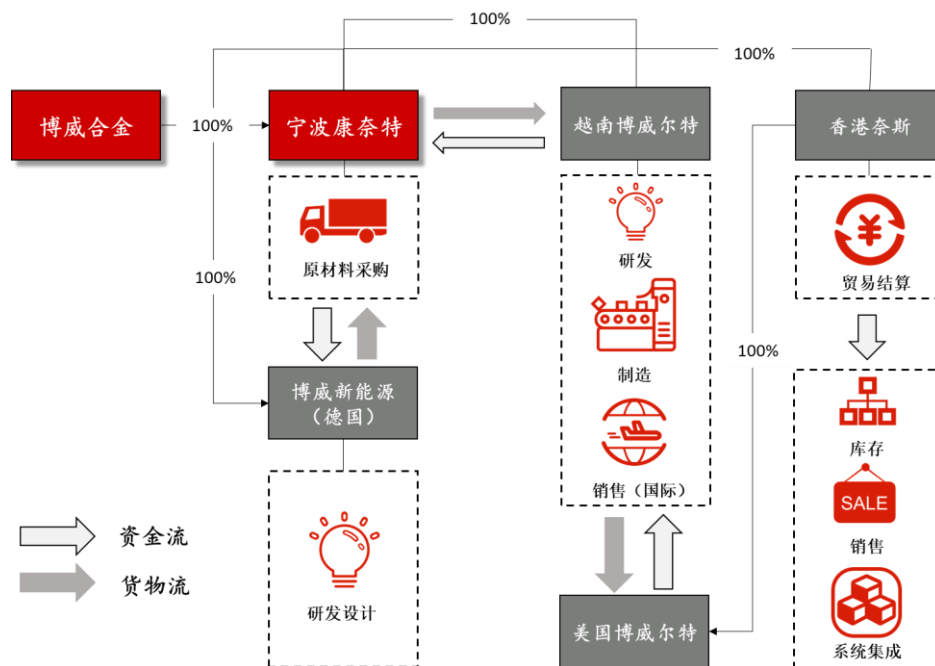 100%
100%
博威合金
100%
宁波康奈特
越南博威尔特
香港奈斯
原材料采购
研发
贸易结算
100%
制造
100%
博威新能源
（德国）
库存
销售（国际）
SALE
销售
资金流
货物流
研发设计
美国博威尔特
系统集成